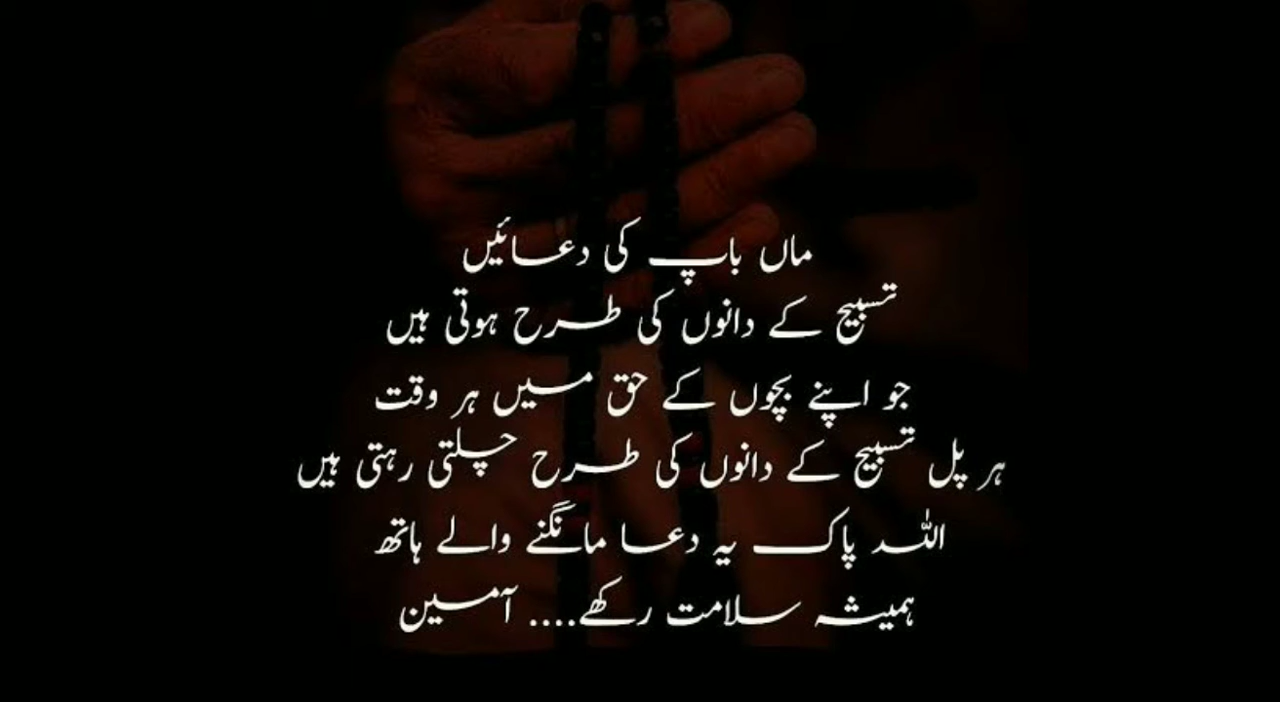 ماں باپ کی دعائیں
تسبیح کے دانوں کی طرح ہوتی ہیں
جو اپنے بچوں کے حق میں ہر وقت
ہر پل تسبیح کے دانوں کی طرح چلتی رہتی ہیں
اللہ پاک یہ دعا مانگنے والے ہاتھ
ہمیشہ سلامت رکھے.... آمین